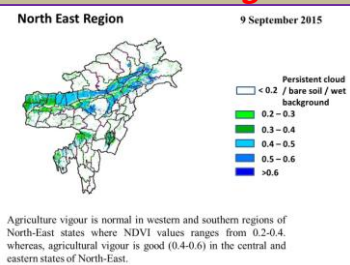 North East Region
9 September 2015
Persistent cloud
< 0.2 / bare soil / wet
background
0.2 – 0.3
0.3 – 0.4
0.4 – 0.5
0.5 – 0.6
>0.6
Agriculture vigour is normal in western and southern regions of
North-East states where NDVI values ranges from 0.2-0.4.
whereas, agricultural vigour is good (0.4-0.6) in the central and
eastern states of North-East.